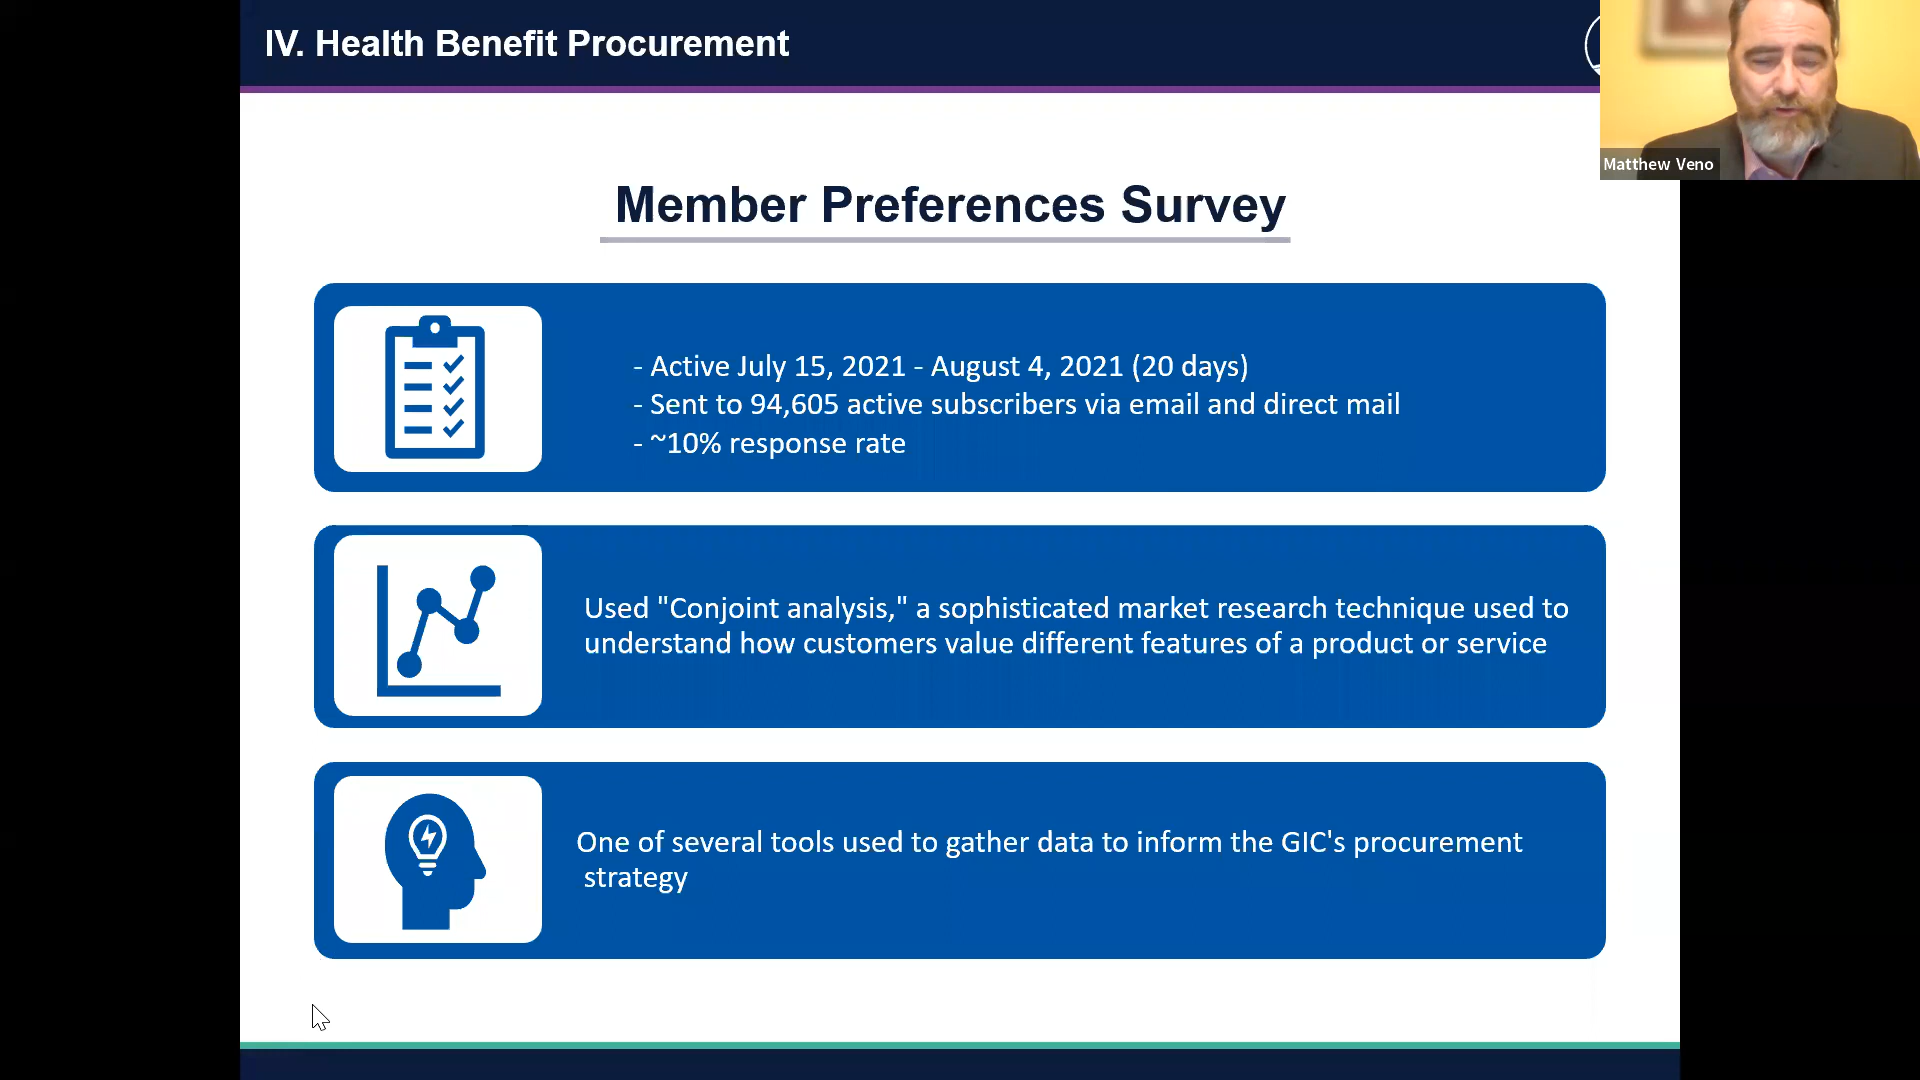 IV. Health Benefit Procurement
Matthew Veno
Member Preferences Survey
- Active July 15, 2021 - August 4, 2021 (20 days)
- Sent to 94,605 active subscribers via email and direct mail
- ~10% response rate
Used "Conjoint analysis," a sophisticated market research technique used to
understand how customers value different features of a product or service
One of several tools used to gather data to inform the GIC's procurement
strategy